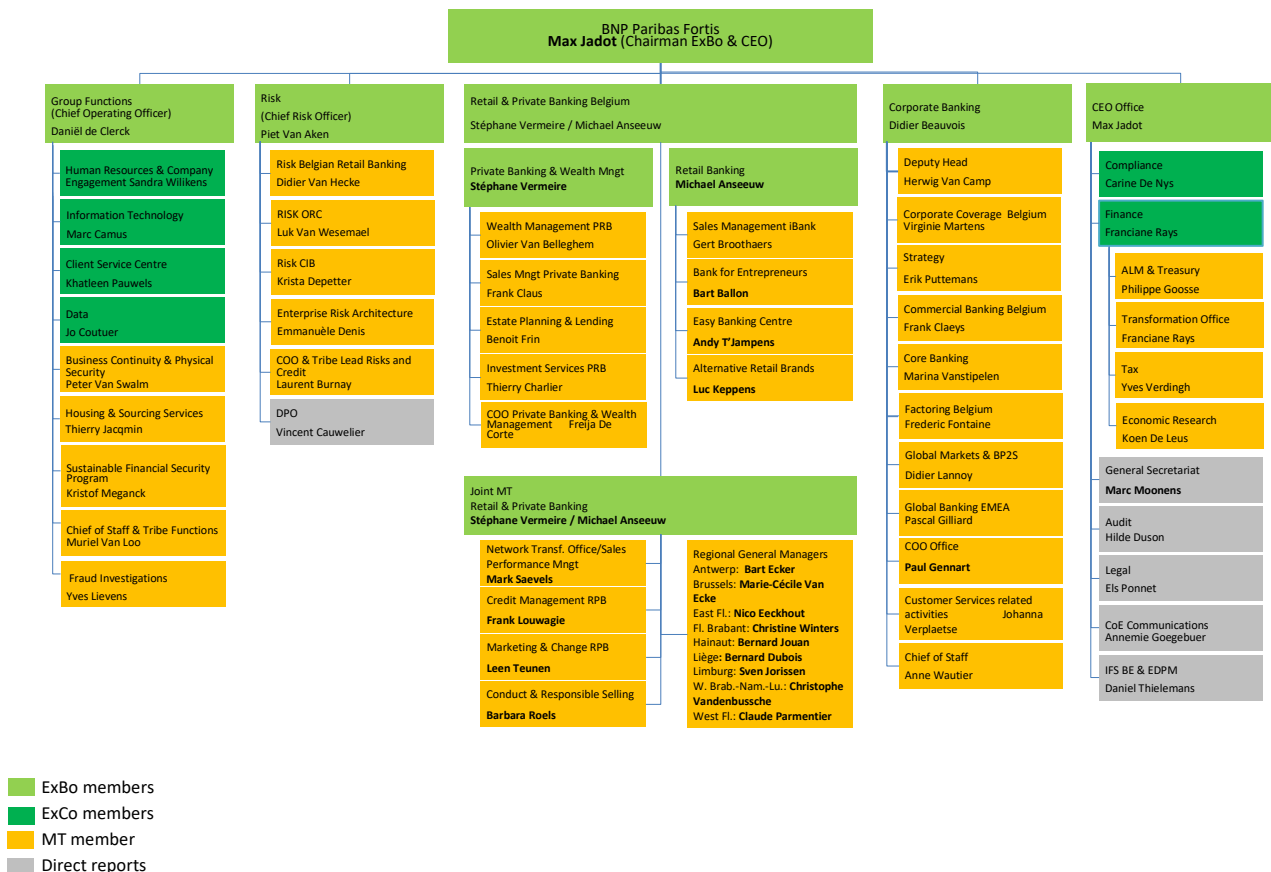 BNP Paribas Fortis
Max Jadot (Chairman ExBo & CEO)
Group Functions
(Chief Operating Officer)
Daniël de Clerck
Human Resources & Company
Engagement Sandra Wilikens
Information Technology
Marc Camus
Client Service Centre
Khatleen Pauwels
Data
Jo Coutuer
Business Continuity & Physical
Security
Peter Van Swalm
Housing & Sourcing Services
Thierry Jacqmin
Sustainable Financial Security
Program
Kristof Meganck
Chief of Staff & Tribe Functions
Muriel Van Loo
Fraud Investigations
Yves Lievens
Risk
(Chief Risk Officer)
Piet Van Aken
Risk Belgian Retail Banking
Didier Van Hecke
RISK ORC
Luk Van Wesemael
Risk CIB
Krista Depetter
Enterprise Risk Architecture
Emmanuèle Denis
COO & Tribe Lead Risks and
Credit
Laurent Burnay
DPO
Vincent Cauwelier
Retail & Private Banking Belgium
Stéphane Vermeire / Michael Anseeuw
Private Banking & Wealth Mngt
Stéphane Vermeire
Wealth Management PRB
Olivier Van Belleghem
Sales Mngt Private Banking
Frank Claus
Estate Planning & Lending
Benoit Frin
Investment Services PRB
Thierry Charlier
COO Private Banking & Wealth
Management Freija De
Corte
Retail Banking
Michael Anseeuw
Sales Management iBank
Gert Broothaers
Bank for Entrepreneurs
Bart Ballon
Easy Banking Centre
Andy T'Jampens
Alternative Retail Brands
Luc Keppens
Joint MT
Retail & Private Banking
Stéphane Vermeire / Michael Anseeuw
Network Transf. Office/Sales
Performance Mngt
Mark Saevels
Credit Management RPB
Frank Louwagie
Marketing & Change RPB
Leen Teunen
Conduct & Responsible Selling
Barbara Roels
Regional General Managers
Antwerp: Bart Ecker
Brussels: Marie-Cécile Van
Ecke
East Fl.: Nico Eeckhout
Fl. Brabant: Christine Winters
Hainaut: Bernard Jouan
Liège: Bernard Dubois
Limburg: Sven Jorissen
W. Brab.-Nam.-Lu.: Christophe
Vandenbussche
West Fl.: Claude Parmentier
Corporate Banking
Didier Beauvois
Deputy Head
Herwig Van Camp
Corporate Coverage Belgium
Virginie Martens
Strategy
Erik Puttemans
Commercial Banking Belgium
Frank Claeys
Core Banking
Marina Vanstipelen
Factoring Belgium
Frederic Fontaine
Global Markets & BP2S
Didier Lannoy
Global Banking EMEA
Pascal Gilliard
COO Office
Paul Gennart
Customer Services related
activities Johanna
Verplaetse
Chief of Staff
Anne Wautier
CEO Office
Max Jadot
Compliance
Carine De Nys
Finance
Franciane Rays
ALM & Treasury
Philippe Goosse
Transformation Office
Franciane Rays
Tax
Yves Verdingh
Economic Research
Koen De Leus
General Secretariat
Marc Moonens
Audit
Hilde Duson
Legal
Els Ponnet
CoE Communications
Annemie Goegebuer
IFS BE & EDPM
Daniel Thielemans
ExBo members
ExCo members
MT member
Direct reports